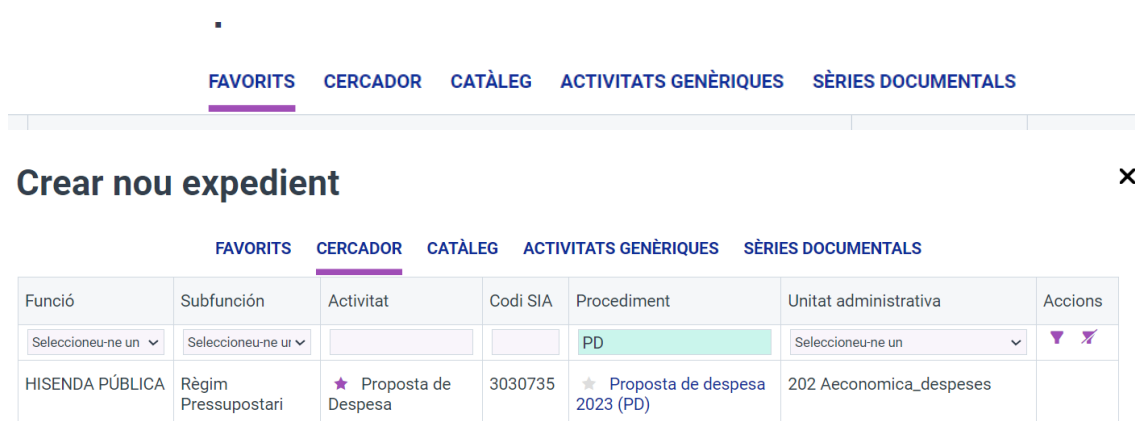 FAVORITS CERCADOR CATÀLEG ACTIVITATS GENÈRIQUES SÈRIES DOCUMENTALS
Crear nou expedient
FAVORITS CERCADOR CATÀLEG ACTIVITATS GENÈRIQUES SÈRIES DOCUMENTALS
Funció Subfunción Activitat Codi SIA Procediment Unitat administrativa Accions
Seleccioneu-ne un Seleccioneu-ne ur PD Seleccioneu-ne un
HISENDA PÚBLICA Règim Proposta de 3030735 Proposta de despesa 202 Aeconomica_despeses
Pressupostari Despesa 2023 (PD)